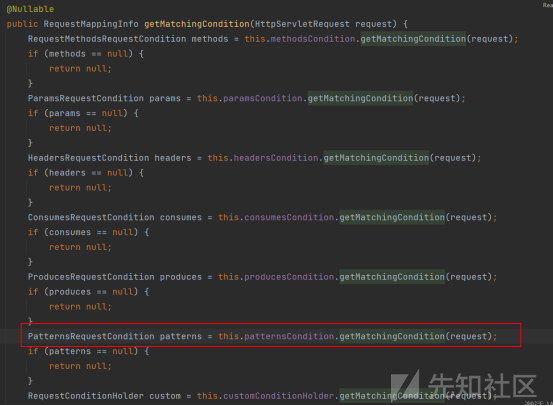 Rea
@Nullable
public RequestMappingInfo getMatchingCondition(HttpServletRequest request) {
RequestMethodsRequestCondition methods = this.methodsCondition.getMatchingCondition(request);
if (methods == null) {
return null;
}
ParamsRequestCondition params = this.paramsCondition.getMatchingCondition(request);
if (params == null) {
return null;
}
HeadersRequestCondition headers = this.headersCondition.getMatchingCondition(request);
if (headers == null) {
return null;
}
ConsumesRequestCondition consumes = this.consumesCondition.getMatchingCondition(request);
if (consumes == null) {
return null;
}
ProducesRequestCondition produces = this.producesCondition.getMatchingCondition(request);
if (produces == null) {
return null;
}
PatternsRequestCondition patterns = this.patternsCondition.getMatchingCondition(request);
if (patterns == null) {
return null;
}
先知社区
RequestConditionHolder custom = this.customConditionHolder.getMatchingCondition(request);